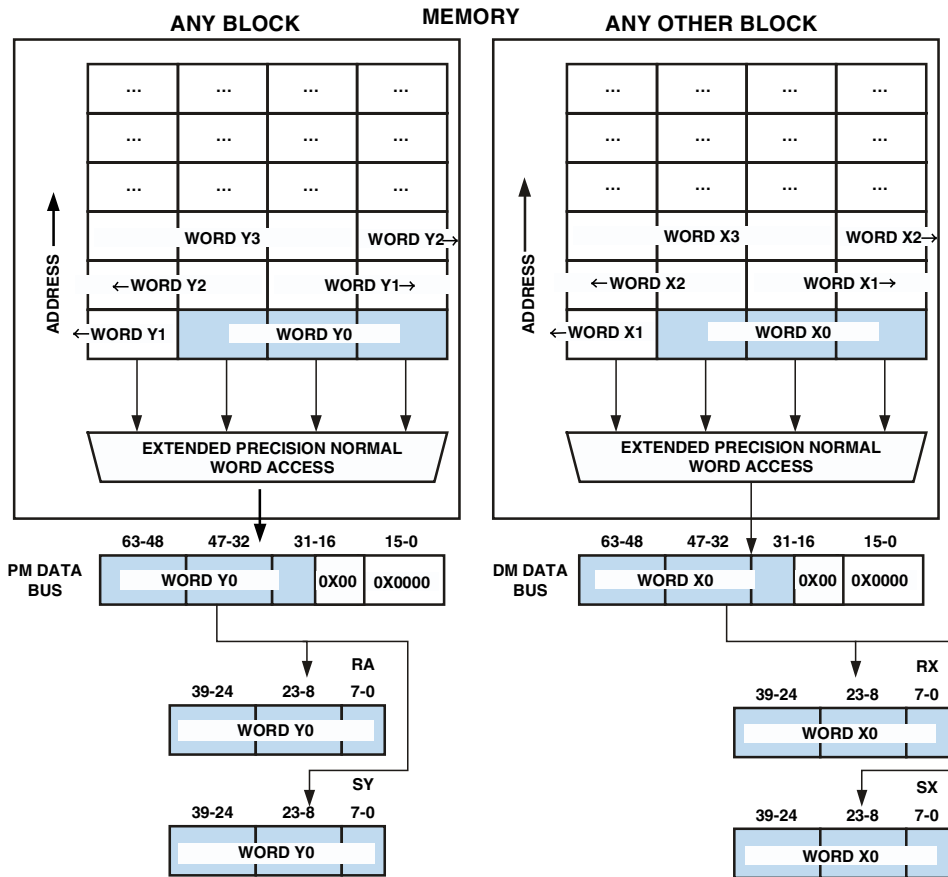 MEMORY
ANY BLOCK
ANY OTHER BLOCK
... ... ... ...
... ... ... ...
... ... ... ...
WORD Y3 WORD Y2→
←WORD Y2 WORD Y1→
←WORD Y1 WORD Y0
ADDRESS
EXTENDED PRECISION NORMAL
WORD ACCESS
... ... ... ...
... ... ... ...
... ... ... ...
WORD X3 WORD X2→
←WORD X2 WORD X1→
←WORD X1 WORD X0
ADDRESS
EXTENDED PRECISION NORMAL
WORD ACCESS
63-48 47-32 31-16 15-0
PM DATA
BUS
WORD Y0 0X00 0X0000
63-48 47-32 31-16 15-0
DM DATA
BUS
WORD X0 0X00 0X0000
RA
39-24 23-8 7-0
WORD Y0
SY
39-24 23-8 7-0
WORD Y0
RX
39-24 23-8 7-0
WORD X0
SX
39-24 23-8 7-0
WORD X0